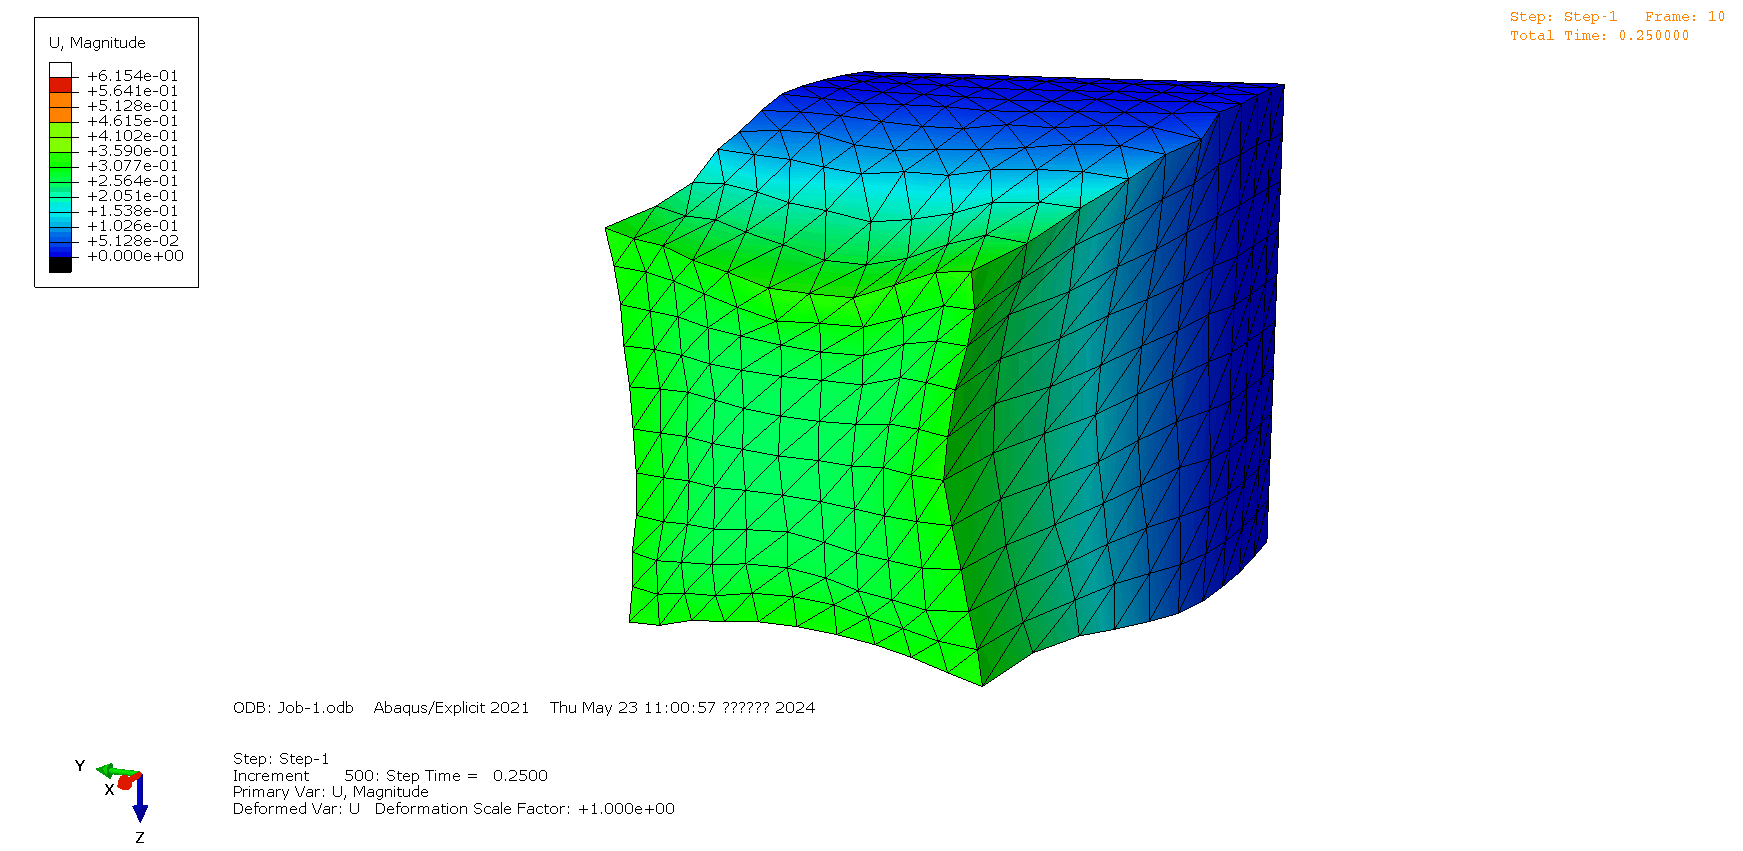 U, Magnitude
+6.154e-01
+5.641e-01
+5.128e-01
+4.615e-01
+4.102e-01
+3.590e-01
+3.077e-01
+2.564e-01
+2.051e-01
+1.538e-01
+1.026e-01
+5.128e-02
+0.000e+00
Step: Step-1 Frame: 10
Total Time: 0.250000
ODB: Job-1.odb Abaqus/Explicit 2021 Thu May 23 11:00:57 ?????? 2024
Step: Step-1
Increment 500: Step Time = 0.2500
Primary Var: U, Magnitude
Deformed Var: U Deformation Scale Factor: +1.000e+00
Y
X
Z